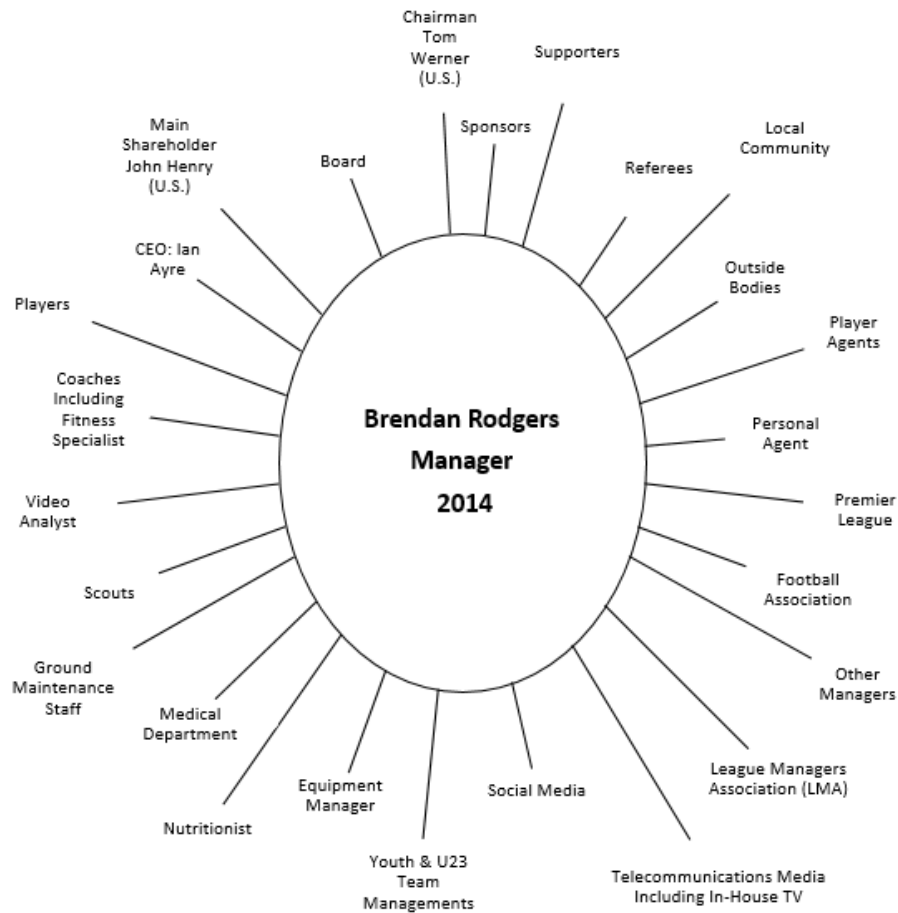 Chairman
Tom
Werner
(U.S.)
Supporters
Sponsors
Local
Community
Main
Shareholder
John Henry
(U.S.)
Board
Referees
CEO: Ian
Ayre
Outside
Bodies
Players
Player
Agents
Coaches
Including
Fitness
Specialist
Brendan Rodgers
Manager
2014
Personal
Agent
Video
Analyst
Premier
League
Scouts
Football
Association
Ground
Maintenance
Staff
Other
Managers
Medical
Department
League Managers
Association (LMA)
Equipment
Manager
Social Media
Nutritionist
Youth & U23
Team
Managements
Telecommunications Media
Including In-House TV